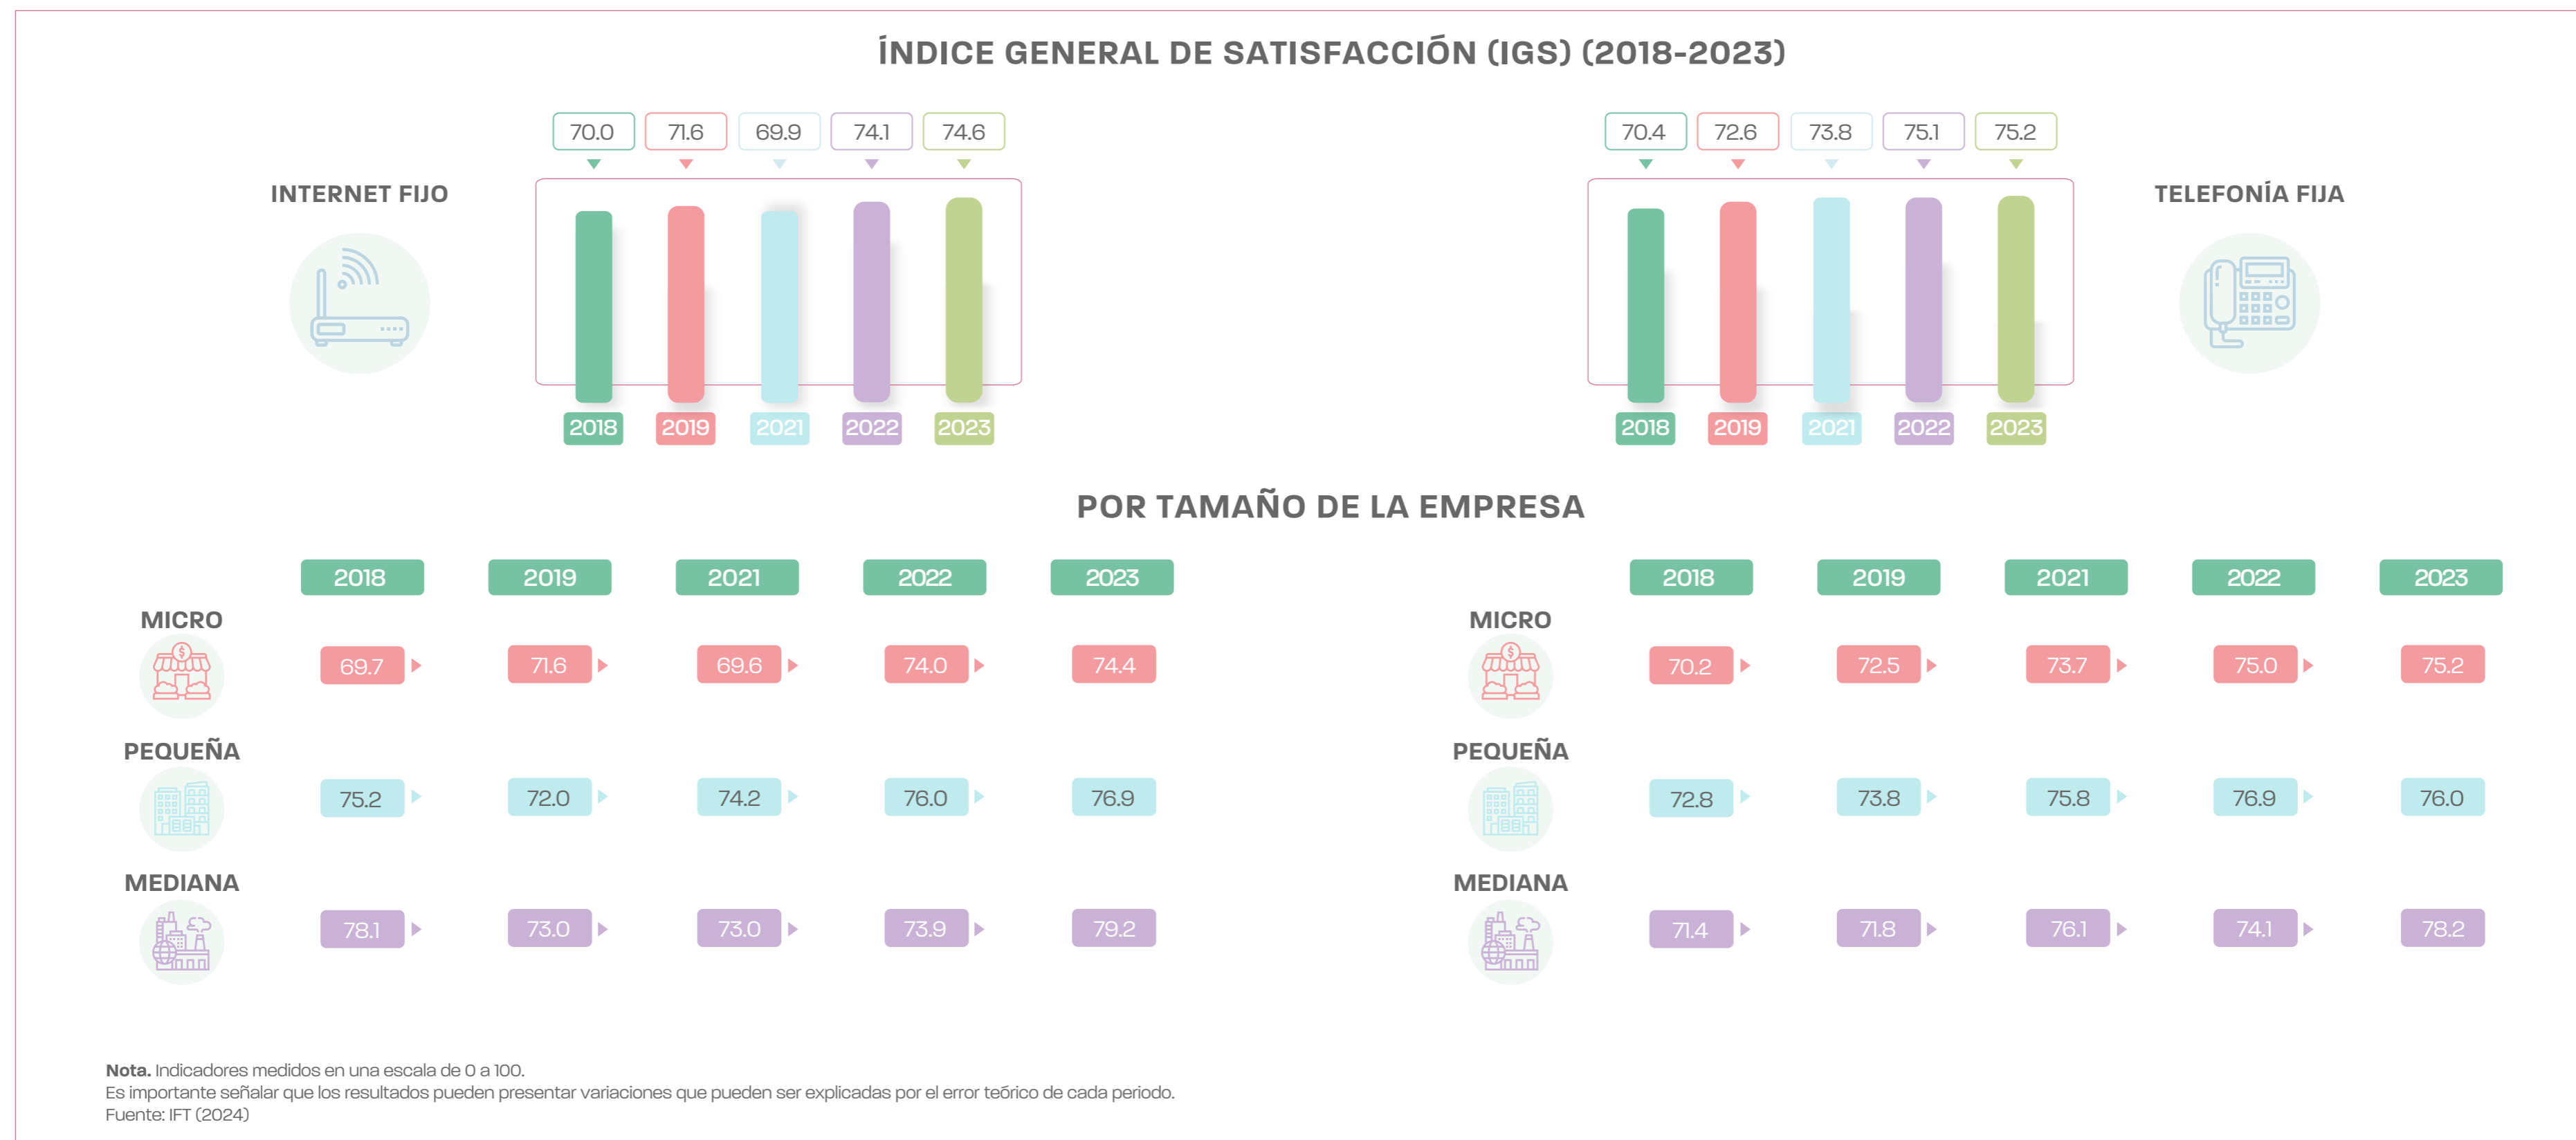 ÍNDICE GENERAL DE SATISFACCIÓN (IGS) (2018-2023)
INTERNET FIJO
70.0 71.6 69.9 74.1 74.6
2018 2019 2021 2022 2023
TELEFONÍA FIJA
70.4 72.6 73.8 75.1 75.2
2018 2019 2021 2022 2023
POR TAMAÑO DE LA EMPRESA
2018 2019 2021 2022 2023
MICRO
69.7 71.6 69.6 74.0 74.4
PEQUEÑA
75.2 72.0 74.2 76.0 76.9
MEDIANA
78.1 73.0 73.0 73.9 79.2
2018 2019 2021 2022 2023
MICRO
70.2 72.5 73.7 75.0 75.2
PEQUEÑA
72.8 73.8 75.8 76.9 76.0
MEDIANA
71.4 71.8 76.1 74.1 78.2
Nota. Indicadores medidos en una escala de 0 a 100.
Es importante señalar que los resultados pueden presentar variaciones que pueden ser explicadas por el error teórico de cada periodo.
Fuente: IFT (2024)